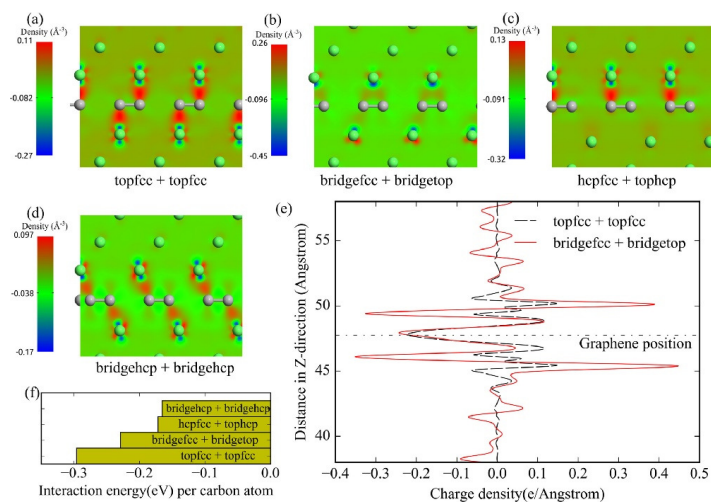 (a)
Density (Å⁻³)
0.11
-0.082
-0.27
topfcc + topfcc
(b)
Density (Å⁻³)
0.26
-0.096
-0.45
bridgefcc + bridgetop
(c)
Density (Å⁻³)
0.13
-0.091
-0.32
hcpfcc + tophcp
(d)
Density (Å⁻³)
0.097
-0.038
-0.17
bridgehcp + bridgehcp
(e)
topfcc + topfcc
bridgefcc + bridgetop
Graphene position
Distance in Z-direction (Angstrom)
55
50
45
40
−0.4 −0.3 −0.2 −0.1 0.0 0.1 0.2 0.3 0.4 0.5
Charge density(e/Angstrom)
(f)
bridgehcp + bridgehcp
hcpfcc + tophcp
bridgefcc + bridgetop
topfcc + topfcc
−0.3 −0.2 −0.1 0.0
Interaction energy(eV) per carbon atom